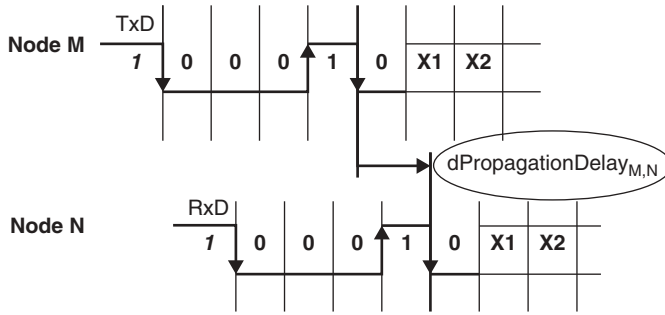 TxD
Node M
1 0 0 0 1 0 X1 X2
dPropagationDelayM,N
RxD
Node N
1 0 0 0 1 0 X1 X2